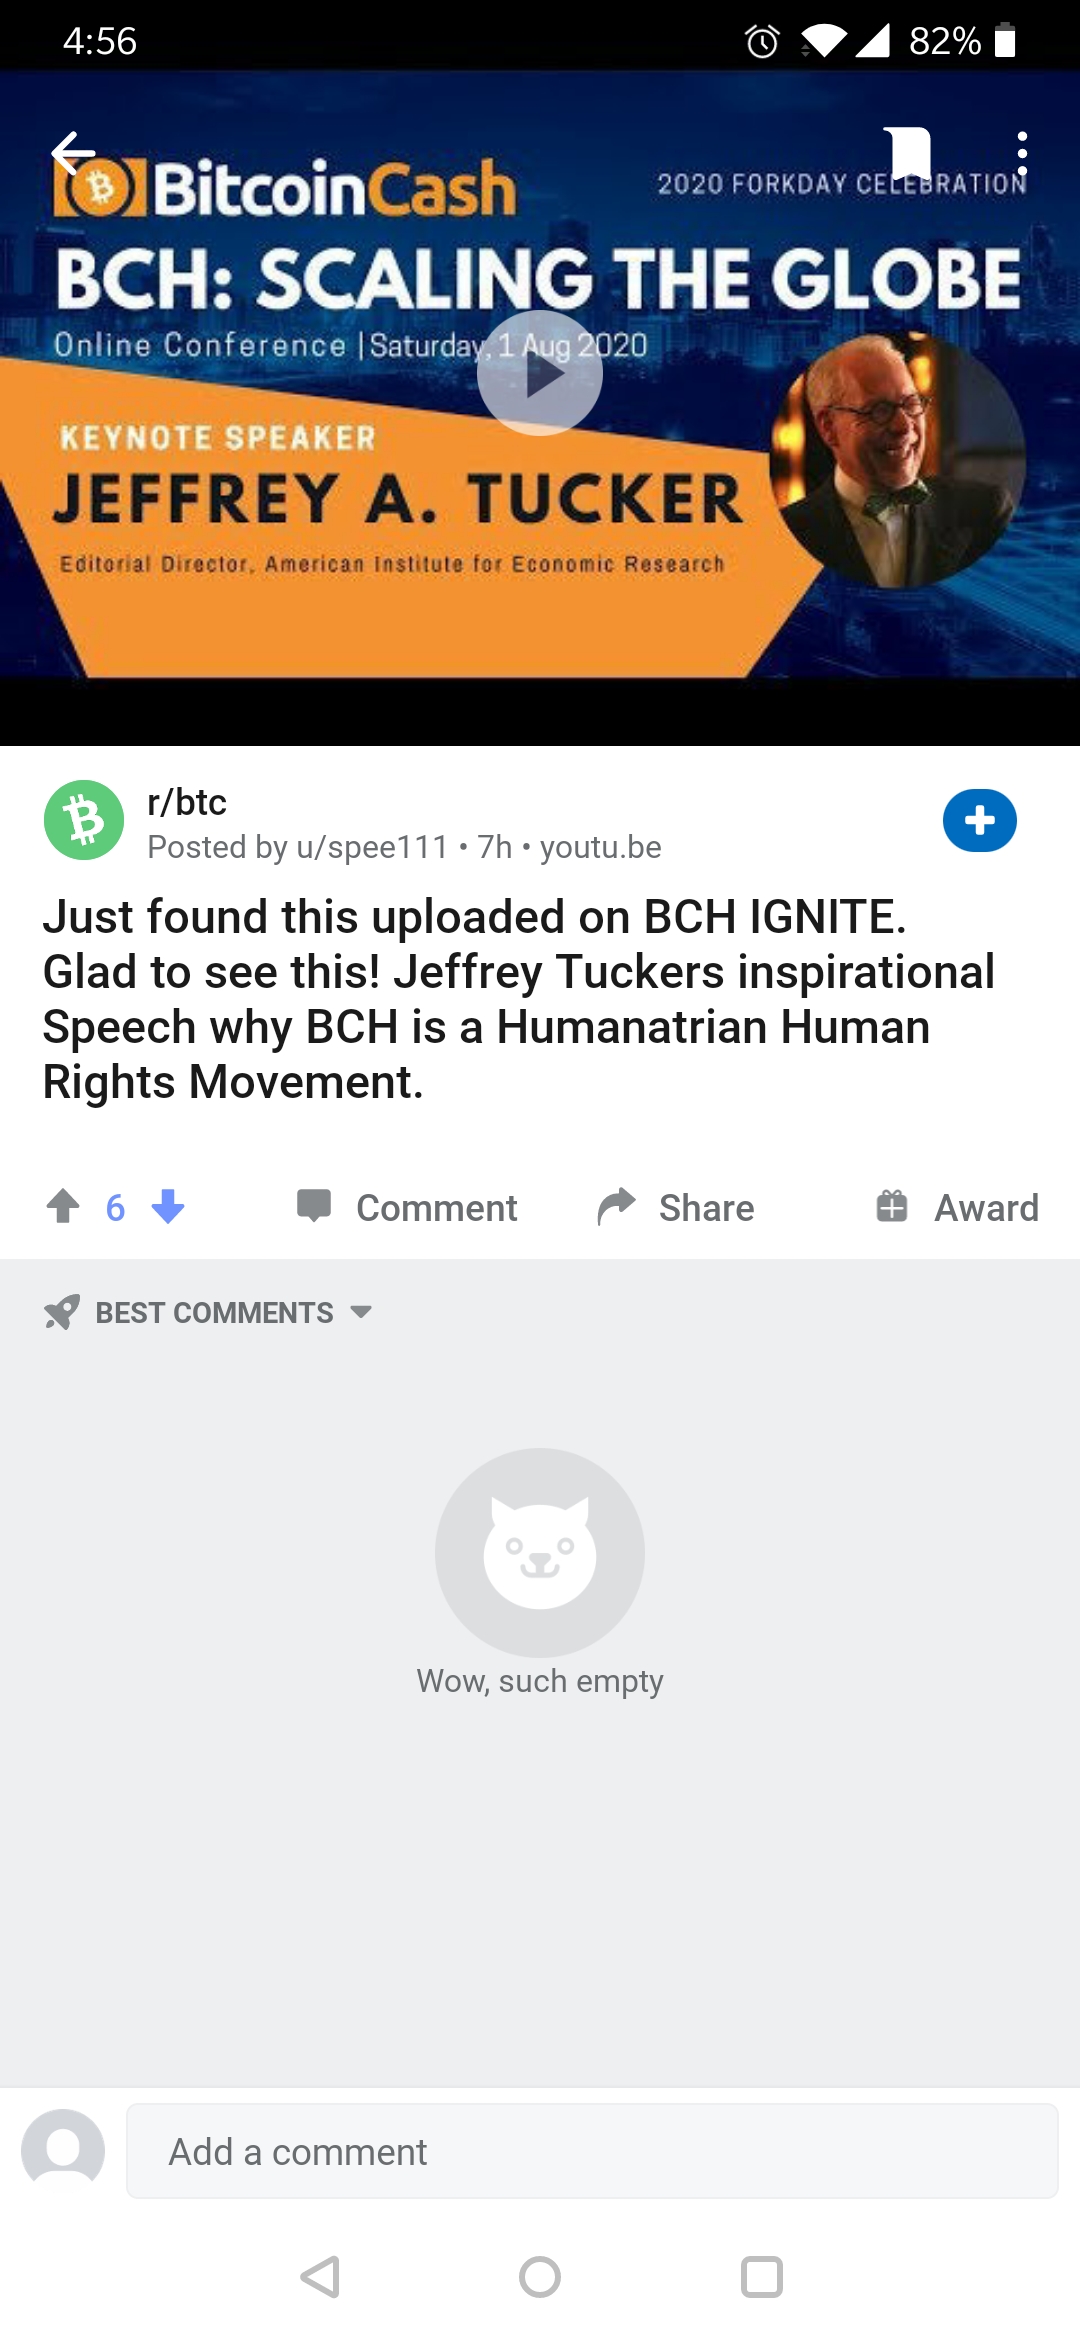 4:56
82%
BitcoinCash
2020 FORKDAY CELEBRATION
BCH: SCALING THE GLOBE
Online Conference | Saturday, 1 Aug 2020
KEYNOTE SPEAKER
JEFFREY A. TUCKER
Editorial Director, American Institute for Economic Research
r/btc
Posted by u/spee111 • 7h • youtu.be
Just found this uploaded on BCH IGNITE.
Glad to see this! Jeffrey Tuckers inspirational
Speech why BCH is a Humanatrian Human
Rights Movement.
6
Comment
Share
Award
BEST COMMENTS
Wow, such empty
Add a comment